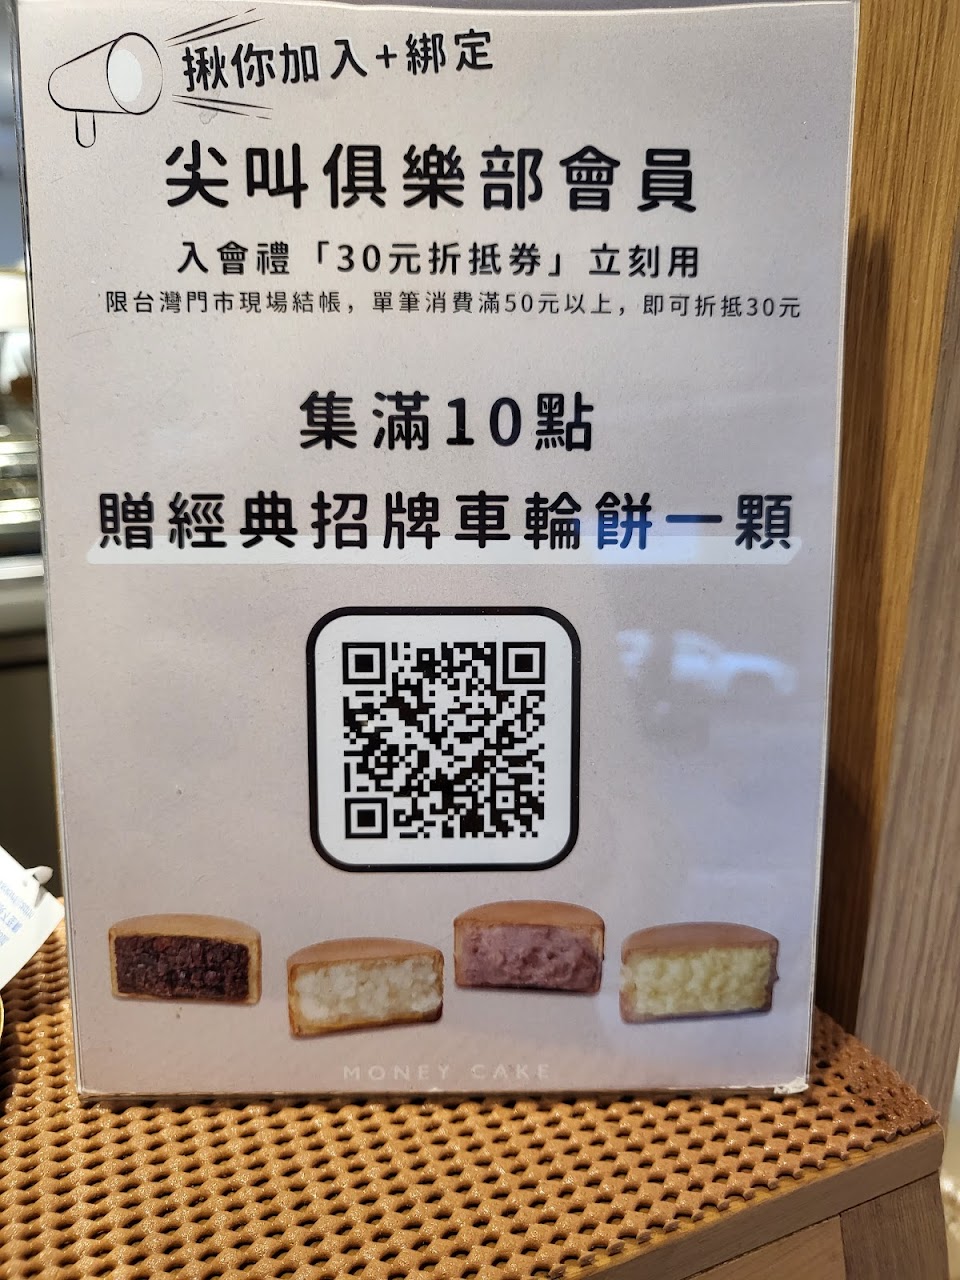 揪你加入+綁定
尖叫俱樂部會員
入會禮「30元折抵券」立刻用
限台灣門市現場結帳，單筆消費滿50元以上，即可折抵30元
集滿10點
贈經典招牌車輪餅一顆
MONEY CAKE